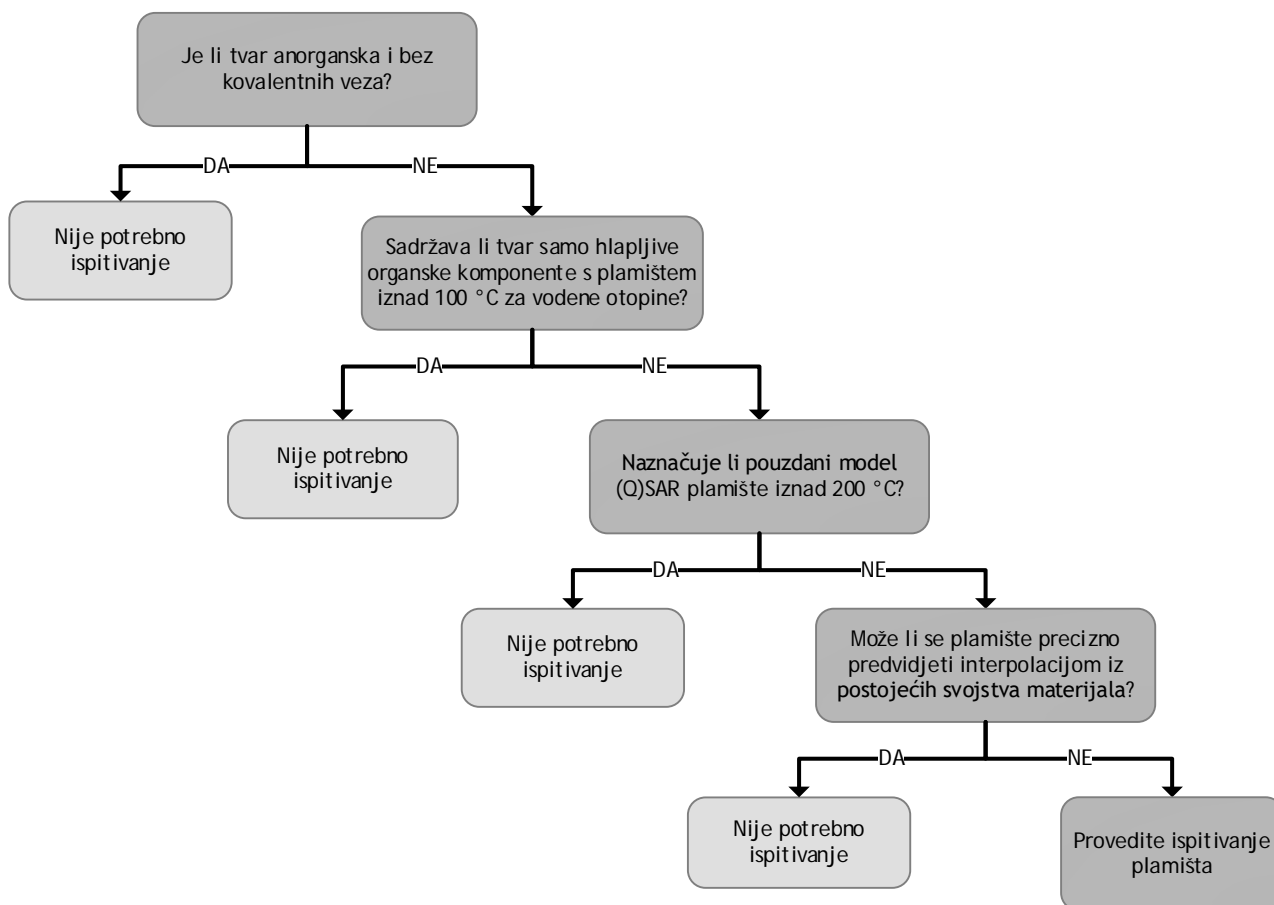 Je li tvar anorganska i bez
kovalentnih veza?
DA
NE
Nije potrebno
ispitivanje
Sadržava li tvar samo hlapljive
organske komponente s plamištem
iznad 100 °C za vodene otopine?
DA
NE
Nije potrebno
ispitivanje
Naznačuje li pouzdani model
(Q)SAR plamište iznad 200 °C?
DA
NE
Nije potrebno
ispitivanje
Može li se plamište precizno
predvidjeti interpolacijom iz
postojećih svojstva materijala?
DA
NE
Nije potrebno
ispitivanje
Provedite ispitivanje
plamišta